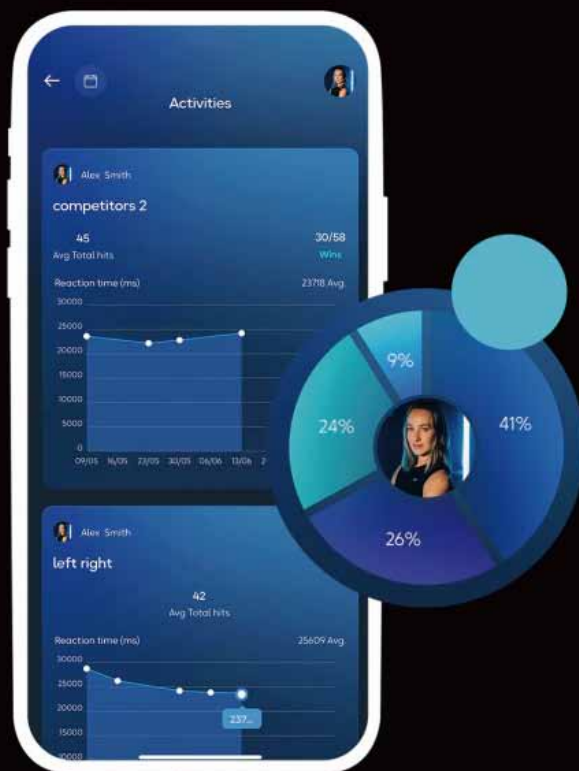 Activities
Alex Smith
competitors 2
45
30/58
Avg Total hits
Wins
Reaction time (ms)
23718 Avg.
30000
25000
20000
15000
10000
5000
0
09/05 16/05 23/05 30/05 06/06 13/06 2
9%
24%
41%
26%
Alex Smith
left right
42
Avg Total hits
Reaction time (ms)
25609 Avg.
30000
25000
20000
15000
10000
237...